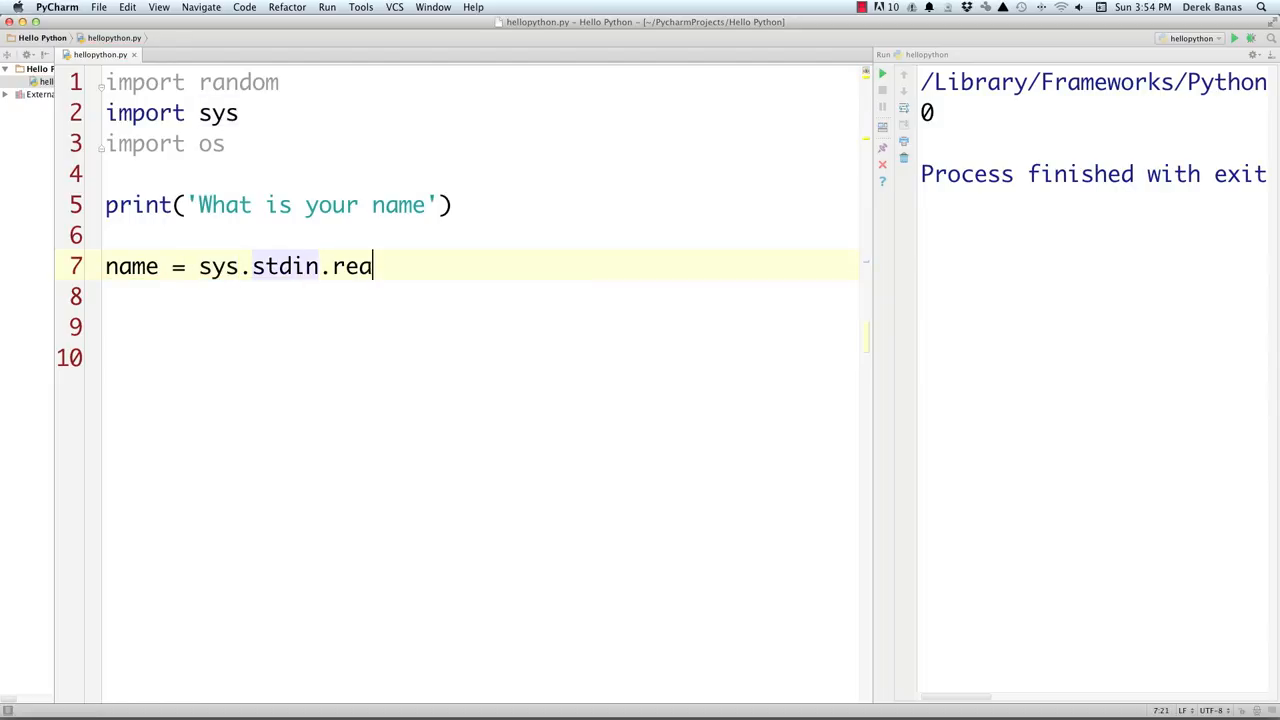 PyCharm File Edit View Navigate Code Refactor Run Tools VCS Window Help 10 Sun 3:54 PM Derek Banas
hellopython.py – Hello Python – [~/PycharmProjects/Hello Python]
Hello Python hellopython.py hellopython
hellopython.py Run hellopython
Hello P
hell
Externa
1 import random
2 import sys
3 import os
4
5 print('What is your name')
6
7 name = sys.stdin.rea
8
9
10
/Library/Frameworks/Python
0
Process finished with exit
7:21 LF UTF-8